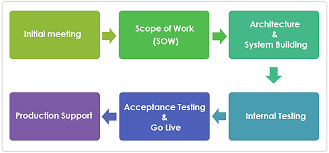 Initial meeting
Scope of Work
(SOW)
Architecture
&
System Building
Internal Testing
Acceptance Testing
&
Go Live
Production Support